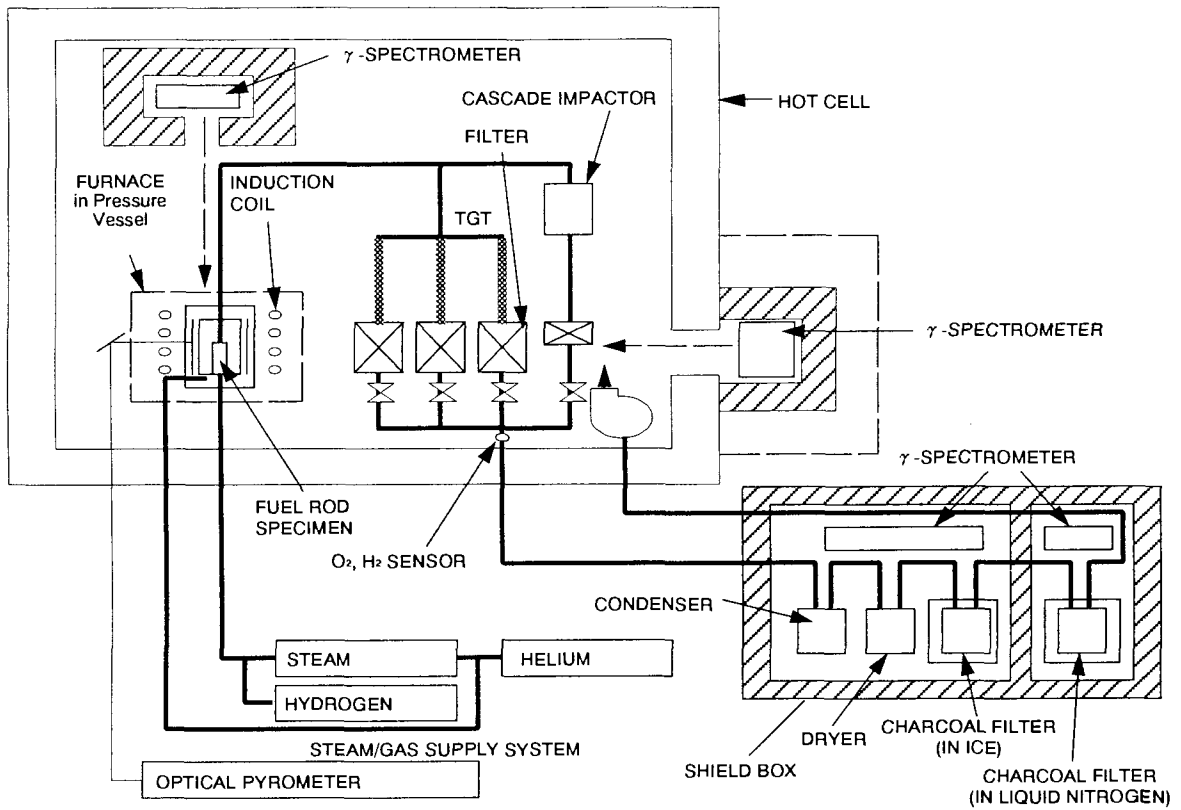 γ-SPECTROMETER
CASCADE IMPACTOR
HOT CELL
FILTER
FURNACE
in Pressure
Vessel
INDUCTION
COIL
TGT
γ-SPECTROMETER
γ-SPECTROMETER
FUEL ROD
SPECIMEN
O₂, H₂ SENSOR
CONDENSER
STEAM
HELIUM
HYDROGEN
STEAM/GAS SUPPLY SYSTEM
OPTICAL PYROMETER
DRYER
CHARCOAL FILTER
(IN ICE)
SHIELD BOX
CHARCOAL FILTER
(IN LIQUID NITROGEN)